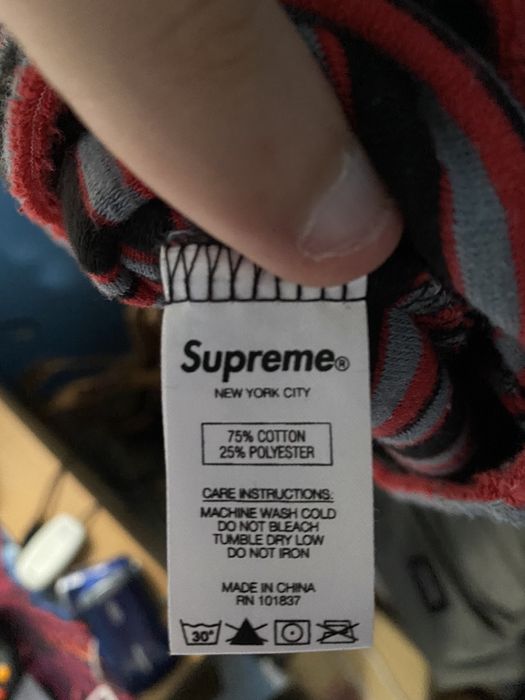 Supreme®
NEW YORK CITY
75% COTTON
25% POLYESTER
CARE INSTRUCTIONS:
MACHINE WASH COLD
DO NOT BLEACH
TUMBLE DRY LOW
DO NOT IRON
MADE IN CHINA
RN 101837
30°